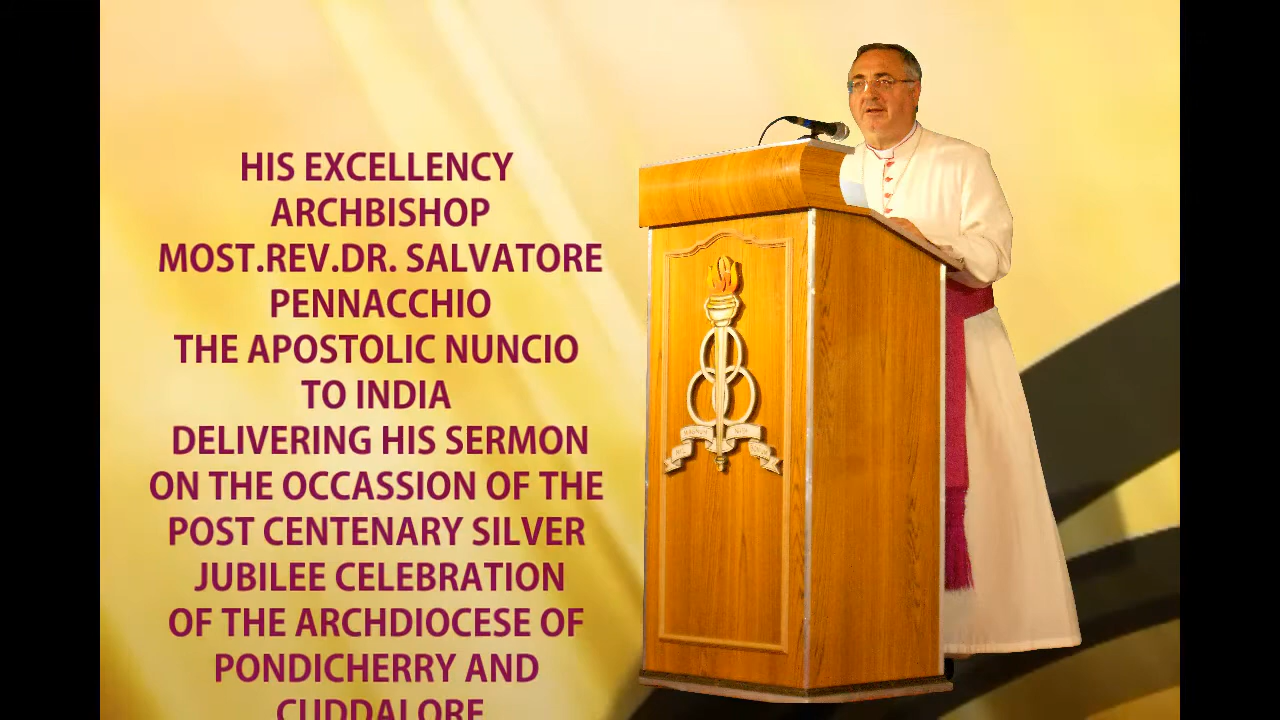 HIS EXCELLENCY
ARCHBISHOP
MOST.REV.DR. SALVATORE
PENNACCHIO
THE APOSTOLIC NUNCIO
TO INDIA
DELIVERING HIS SERMON
ON THE OCCASSION OF THE
POST CENTENARY SILVER
JUBILEE CELEBRATION
OF THE ARCHDIOCESE OF
PONDICHERRY AND
CUDDALORE